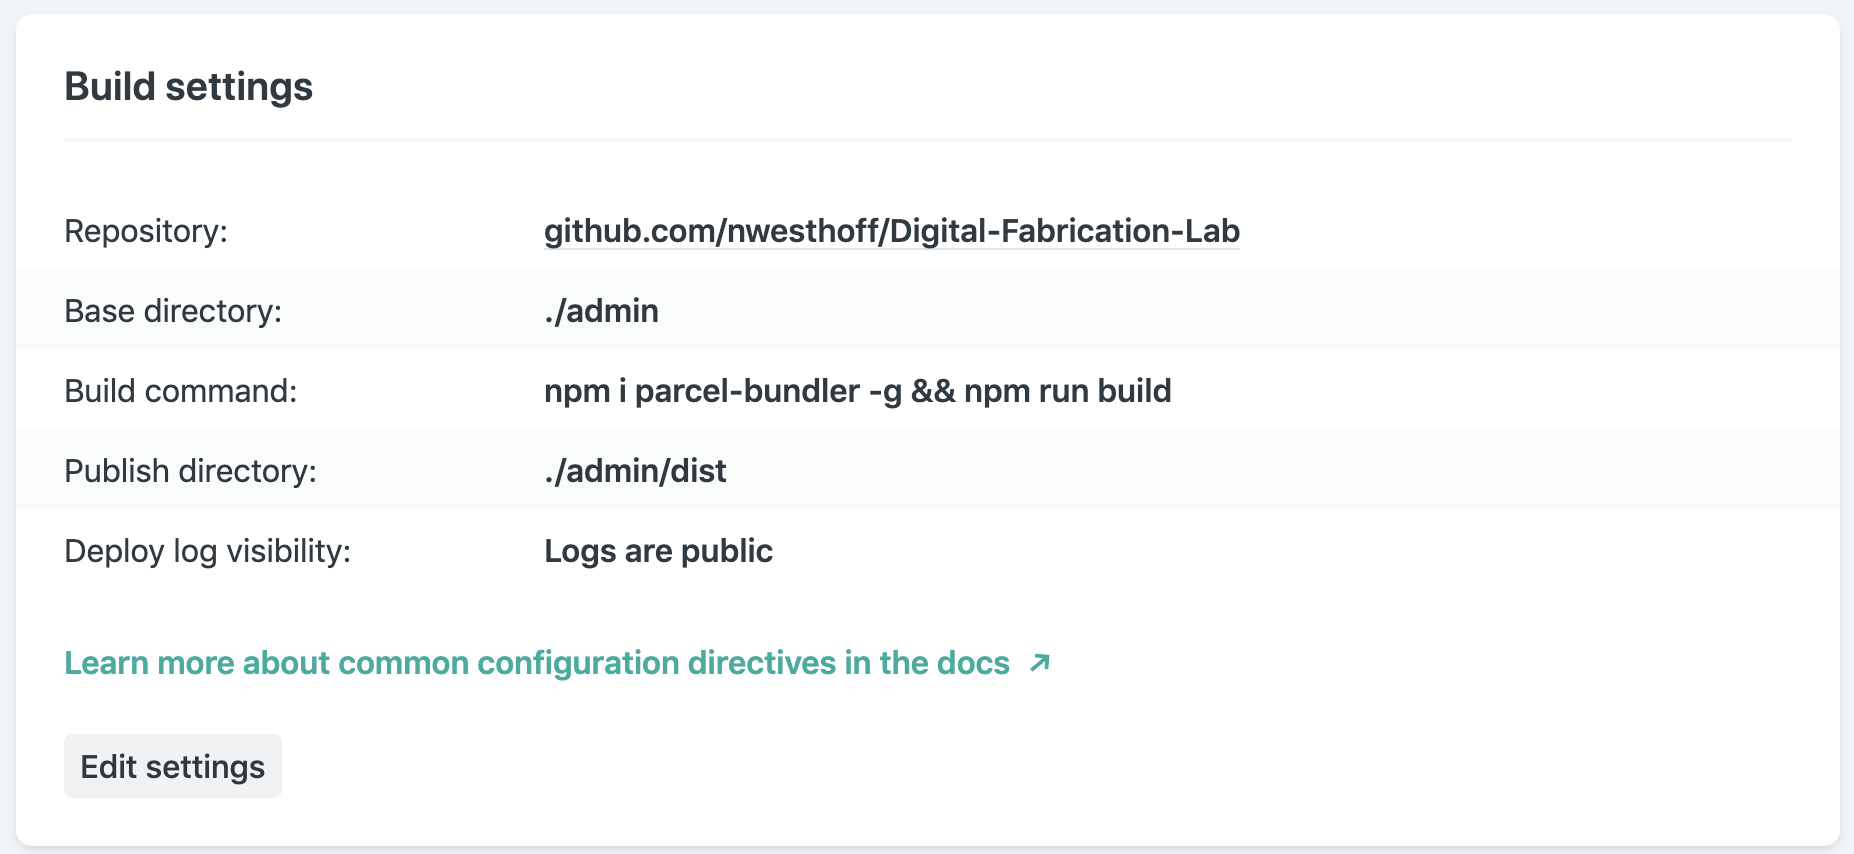 Build settings
Repository: github.com/nwesthoff/Digital-Fabrication-Lab
Base directory: ./admin
Build command: npm i parcel-bundler -g && npm run build
Publish directory: ./admin/dist
Deploy log visibility: Logs are public
Learn more about common configuration directives in the docs ↗
Edit settings